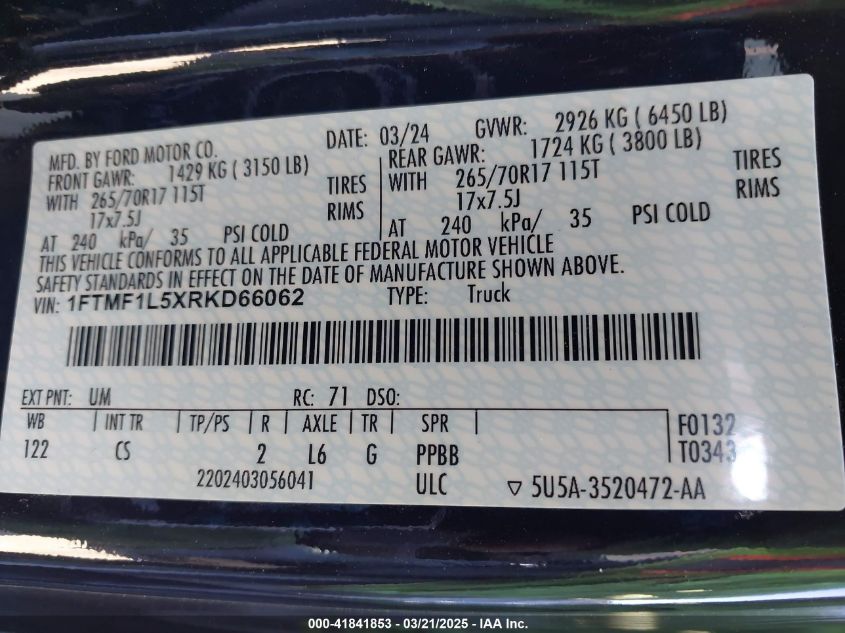 MFD. BY FORD MOTOR CO. DATE: 03/24 GVWR: 2926 KG ( 6450 LB)
FRONT GAWR: 1429 KG ( 3150 LB) REAR GAWR: 1724 KG ( 3800 LB)
WITH 265/70R17 115T TIRES WITH 265/70R17 115T TIRES
17x7.5J RIMS 17x7.5J RIMS
AT 240 kPa/ 35 PSI COLD AT 240 kPa/ 35 PSI COLD
THIS VEHICLE CONFORMS TO ALL APPLICABLE FEDERAL MOTOR VEHICLE
SAFETY STANDARDS IN EFFECT ON THE DATE OF MANUFACTURE SHOWN ABOVE.
VIN: 1FTMF1L5XRKD66062 TYPE: Truck
EXT PNT: UM RC: 71 DSO:
WB INT TR TP/PS R AXLE TR SPR F0132
122 CS 2 L6 G PPBB T0343
2202403056041 ULC ▽ 5U5A-3520472-AA
000-41841853 / 03/21/2025 - IAA Inc.